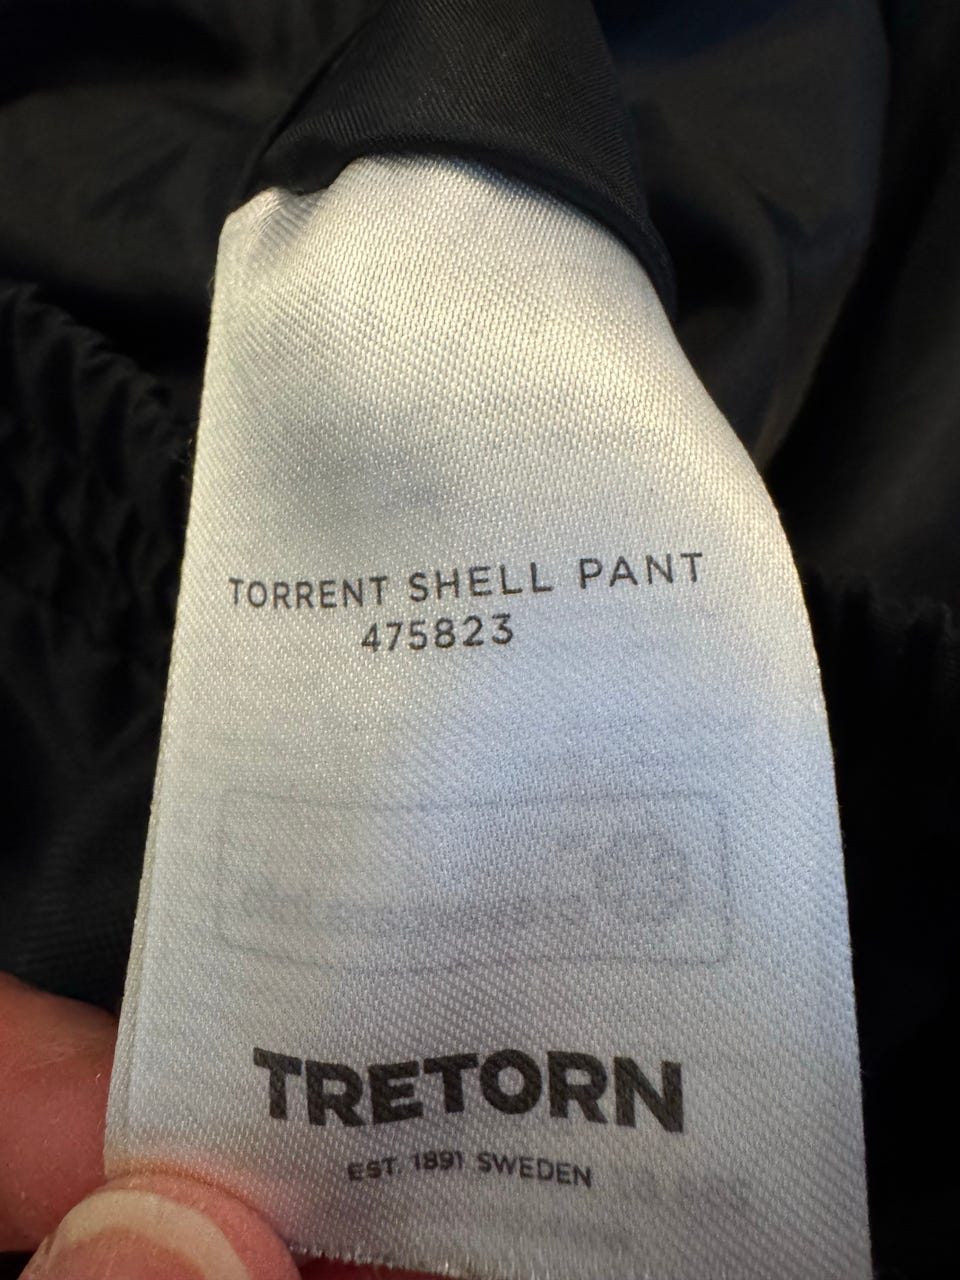 TORRENT SHELL PANT
475823
TRETORN
EST. 1891 SWEDEN